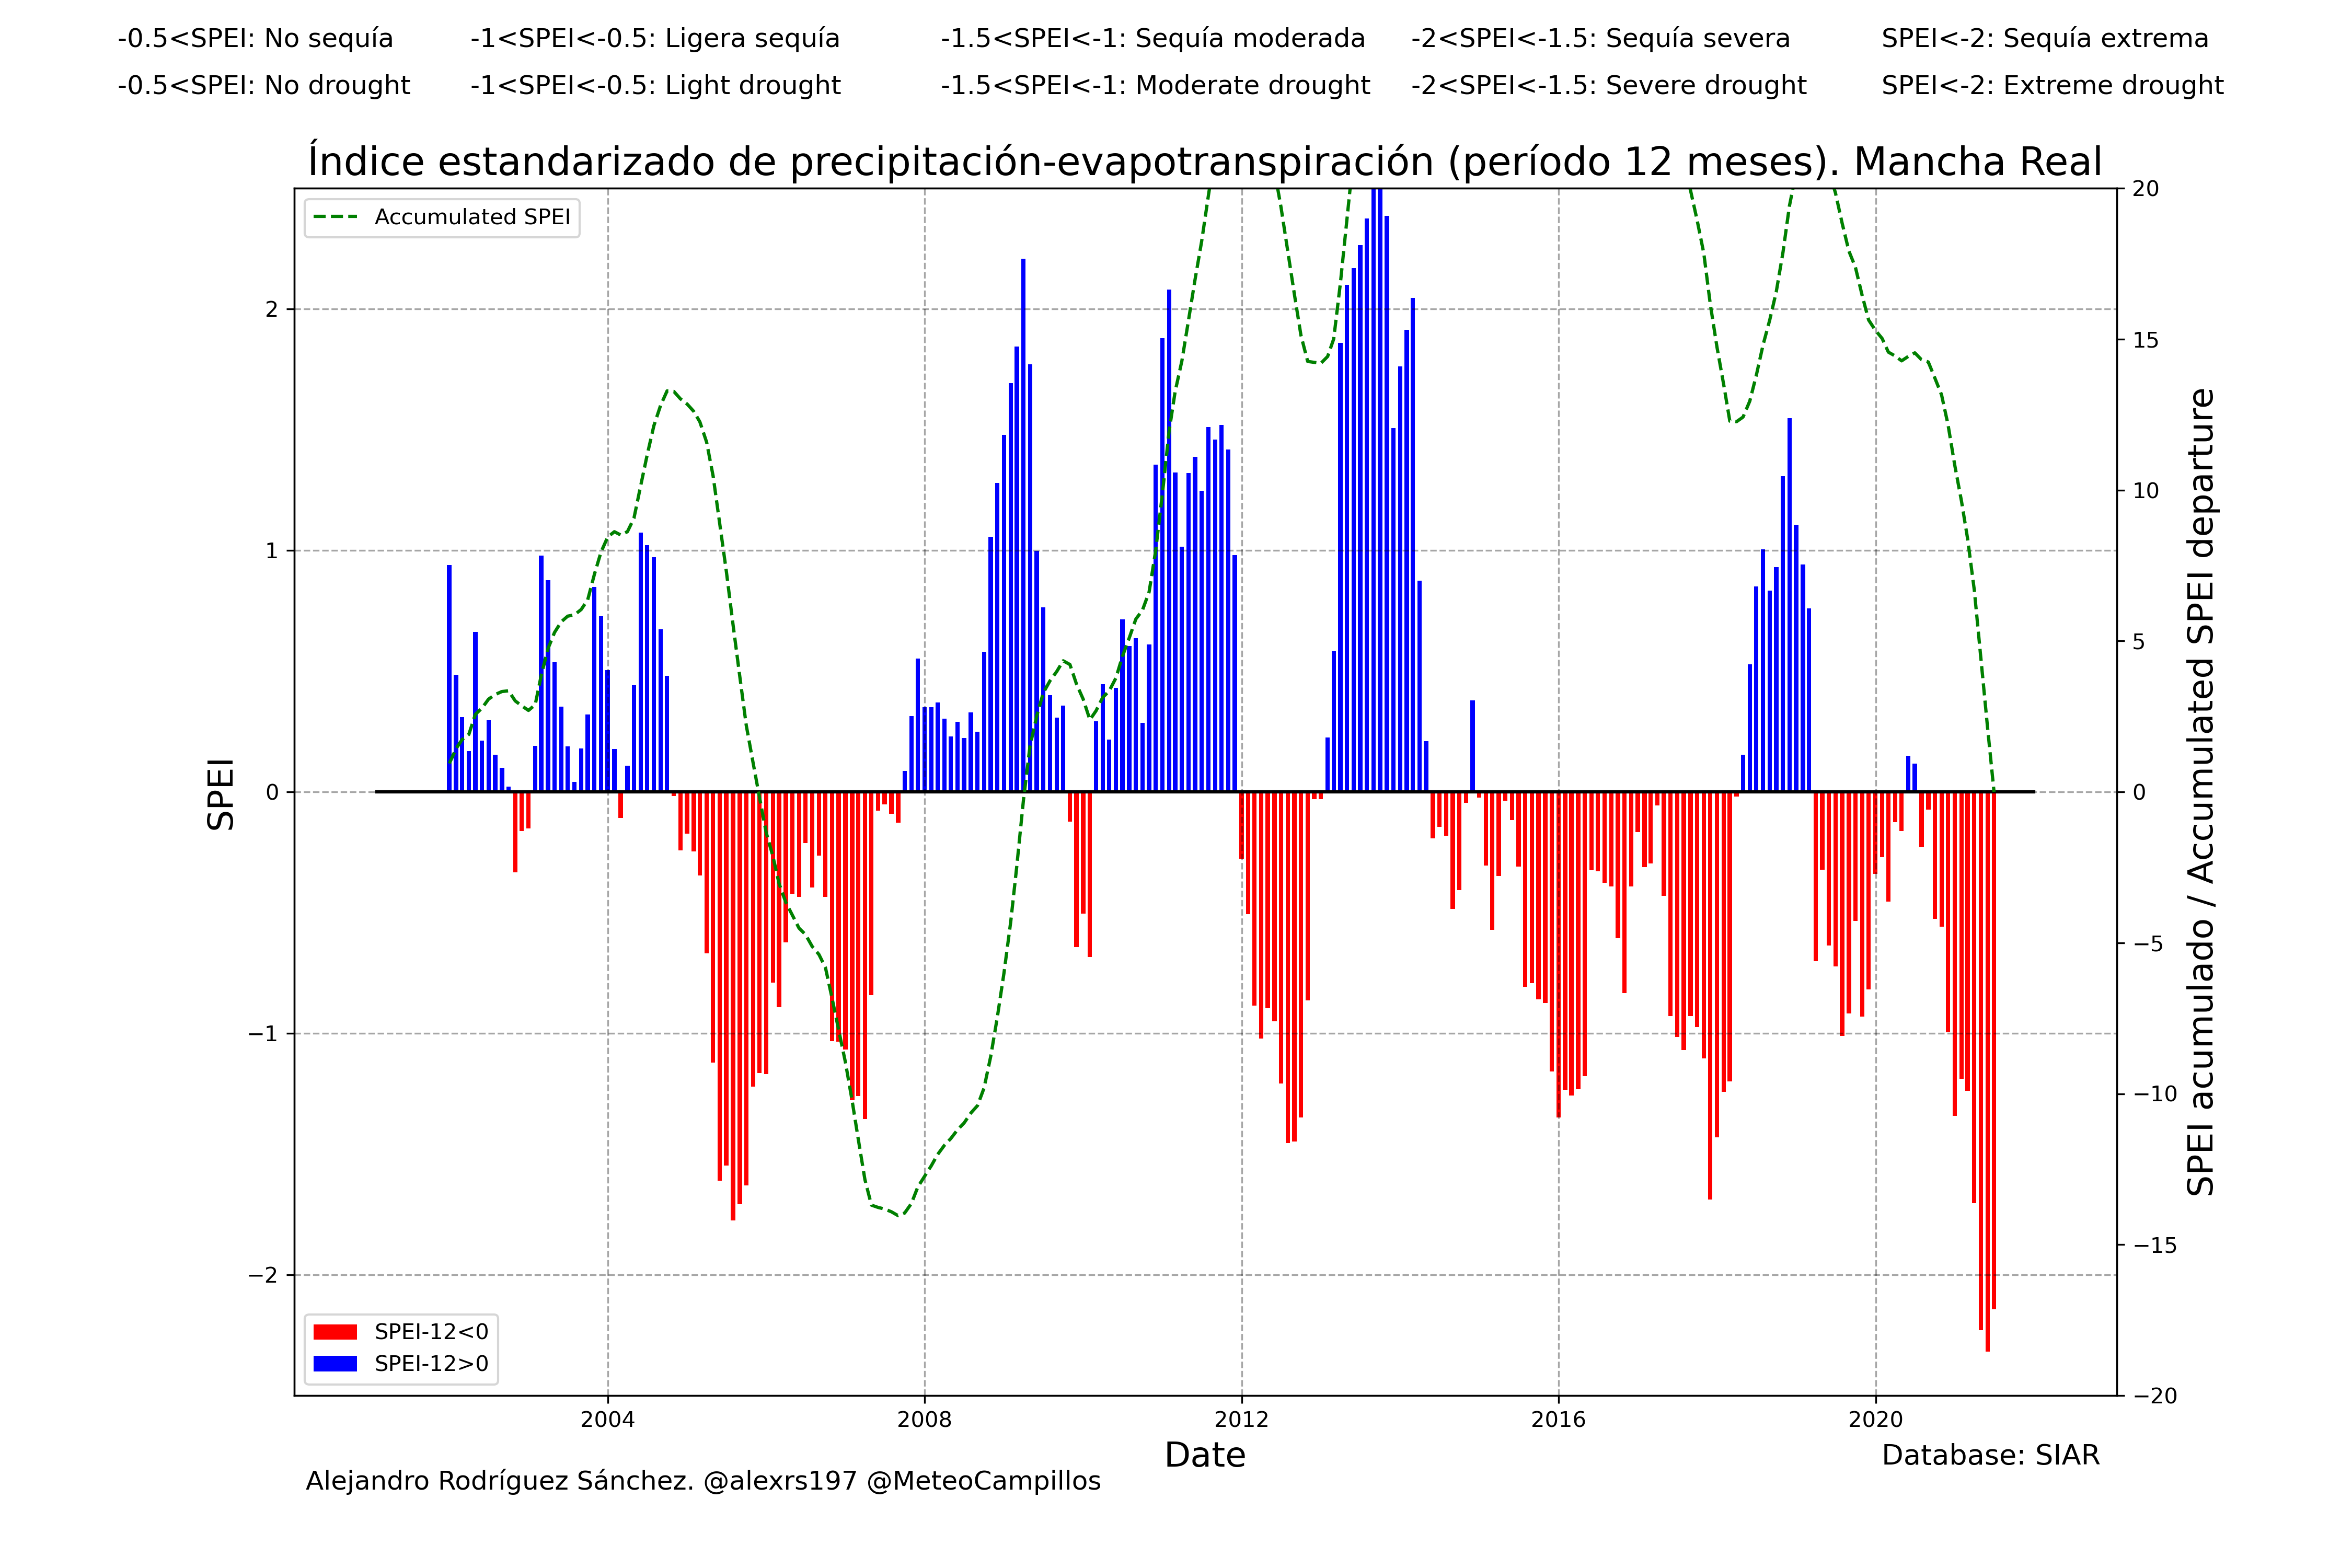 -0.5<SPEI: No sequía -1<SPEI<-0.5: Ligera sequía -1.5<SPEI<-1: Sequía moderada -2<SPEI<-1.5: Sequía severa SPEI<-2: Sequía extrema
-0.5<SPEI: No drought -1<SPEI<-0.5: Light drought -1.5<SPEI<-1: Moderate drought -2<SPEI<-1.5: Severe drought SPEI<-2: Extreme drought
Índice estandarizado de precipitación-evapotranspiración (período 12 meses). Mancha Real
Accumulated SPEI
SPEI
2
1
0
−1
−2
20
15
10
5
0
−5
−10
−15
−20
SPEI acumulado / Accumulated SPEI departure
SPEI-12<0
SPEI-12>0
2004 2008 2012 2016 2020
Date
Database: SIAR
Alejandro Rodríguez Sánchez. @alexrs197 @MeteoCampillos